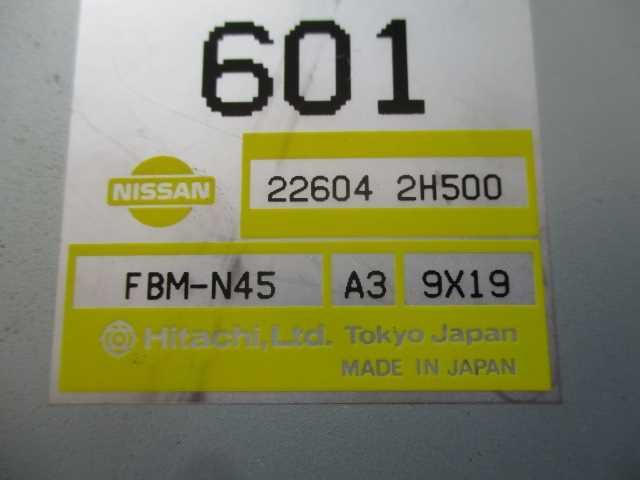 601
NISSAN 22604 2H500
FBM-N45 A3 9X19
Hitachi, Ltd. Tokyo Japan
MADE IN JAPAN